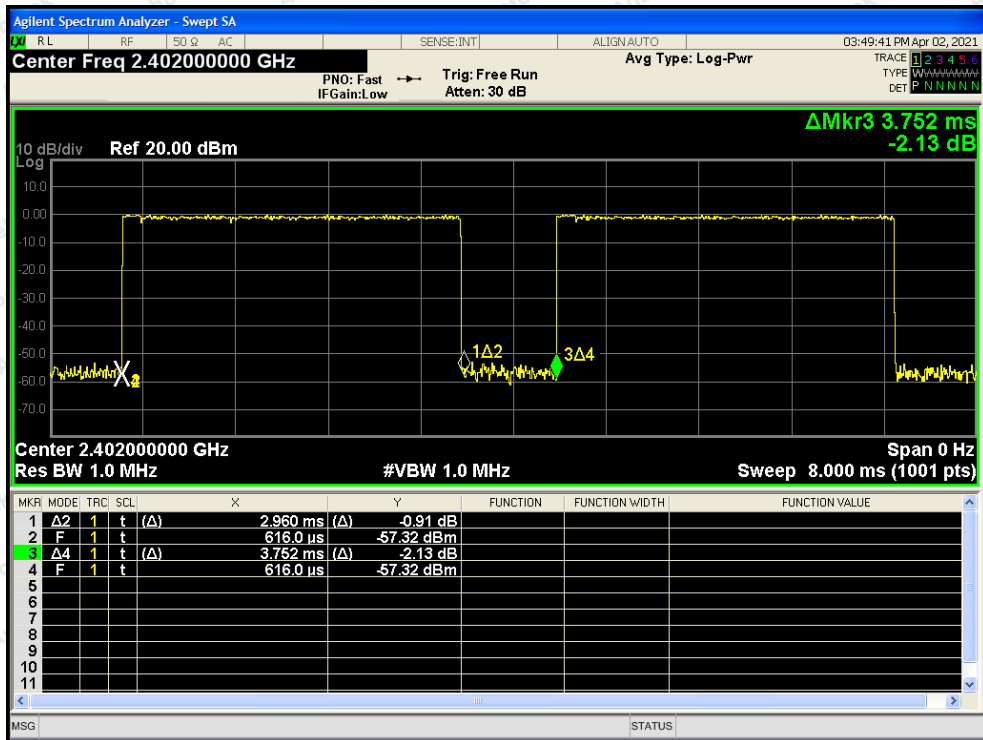 Agilent Spectrum Analyzer - Swept SA
LXI RL RF 50 Ω AC SENSE:INT ALIGNAUTO 03:49:41 PM Apr 02, 2021
Center Freq 2.402000000 GHz Avg Type: Log-Pwr TRACE 1 2 3 4 5 6
PNO: Fast Trig: Free Run TYPE WWWWWW
IFGain:Low Atten: 30 dB DET P N N N N N
ΔMkr3 3.752 ms
10 dB/div Ref 20.00 dBm -2.13 dB
Log
10.0
0.00
-10.0
-20.0
-30.0
-40.0
-50.0
1Δ2 3Δ4
-60.0
-70.0
Center 2.402000000 GHz Span 0 Hz
Res BW 1.0 MHz #VBW 1.0 MHz Sweep 8.000 ms (1001 pts)
MKR MODE TRC SCL X Y FUNCTION FUNCTION WIDTH FUNCTION VALUE
1 Δ2 1 t (Δ) 2.960 ms (Δ) -0.91 dB
2 F 1 t 616.0 µs -57.32 dBm
3 Δ4 1 t (Δ) 3.752 ms (Δ) -2.13 dB
4 F 1 t 616.0 µs -57.32 dBm
5
6
7
8
9
10
11
MSG STATUS